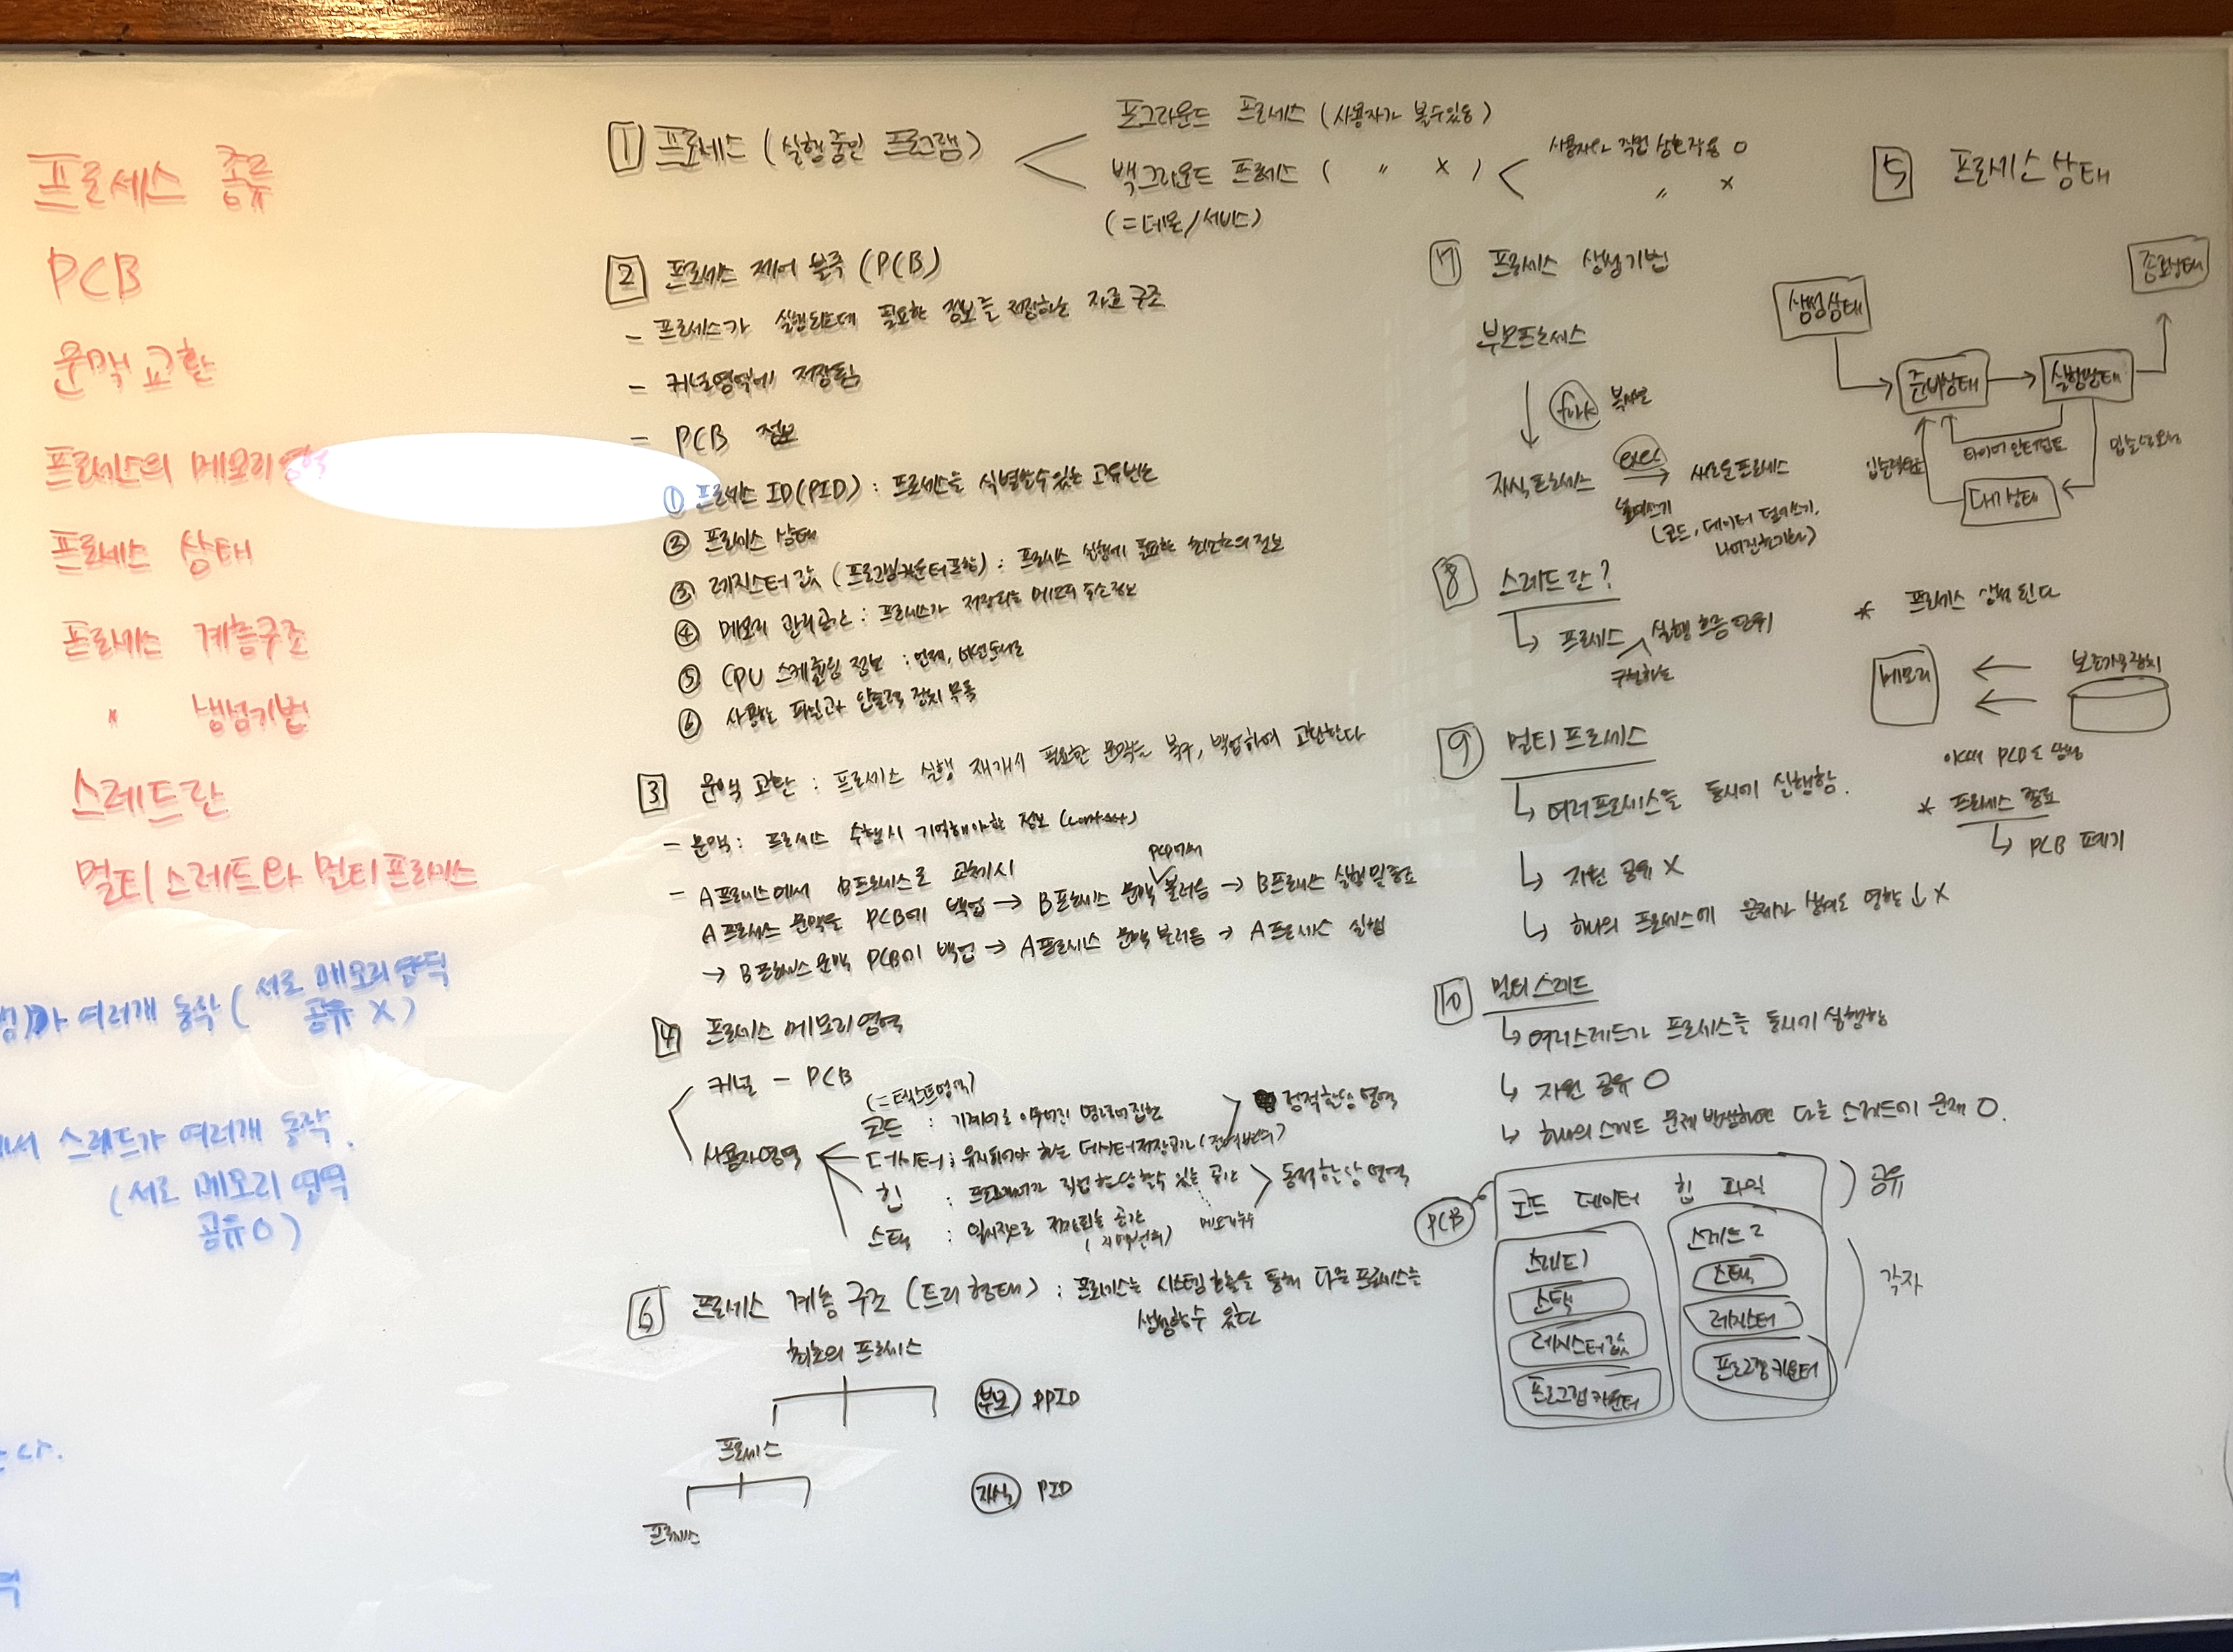 프로세스 종류
PCB
문맥 교환
프로세스의 메모리 영역
프로세스 상태
프로세스 계층구조
〃 생성기법
스레드란
멀티스레드와 멀티프로세스
여러개 동작 ( 서로 메모리 영역
공유 X )
서 스레드가 여러개 동작.
( 서로 메모리 영역
공유 O )
1 프로세스 ( 실행중인 프로그램 )
포그라운드 프로세스 ( 사용자가 볼수있음 )
백그라운드 프로세스 ( 〃 X )
(=데몬/서비스)
사용자와 직접 상호작용 O
〃 X
2 프로세스 제어 블록 (PCB)
- 프로세스가 실행되는데 필요한 정보를 저장하는 자료구조
- 커널영역에 저장됨
- PCB 정보
① 프로세스 ID(PID) : 프로세스를 식별할수있는 고유번호
② 프로세스 상태
③ 레지스터 값 (프로그램카운터포함) : 프로세스 실행에 필요한 최소한의 정보
④ 메모리 관리 : 프로세스가 저장되는 메모리 주소정보
⑤ CPU 스케줄링 정보 : 언제, 어떤순서로
⑥ 사용하는 파일과 입출력 장치 목록
3 문맥 교환 : 프로세스 실행 재개시 필요한 문맥을 복구, 백업하여 교환한다
- 문맥 : 프로세스 수행시 기억해야할 정보
- A프로세스에서 B프로세스로 교체시
A프로세스 문맥을 PCB에 백업 → B프로세스 문맥 PCB에서 불러옴 → B프로세스 실행및종료
→ B프로세스문맥 PCB에 백업 → A프로세스 문맥 불러옴 → A프로세스 실행
4 프로세스 메모리 영역
커널 - PCB
사용자영역
(=텍스트영역)
코드 : 기계어로 이루어진 명령어집합
데이터 : 유지되어야 하는 데이터저장공간 (전역변수)
정적할당 영역
힙 : 프로그래머가 직접 할당할수 있는 공간
동적할당 영역
스택 : 일시적으로 저장되는 공간
(지역변수)
6 프로세스 계층 구조 (트리형태) : 프로세스는 시스템호출을 통해 다른 프로세스를
생성할수 있다
최초의 프로세스
부모 PPID
프로세스
자식 PID
프로세스
5 프로세스상태
생성상태
종료상태
준비상태
실행상태
타이머 인터럽트
대기상태
7 프로세스 생성기법
부모프로세스
fork 복사본
자식프로세스 exec 새로운프로세스
덮어쓰기
(코드, 데이터 덮어쓰기,
8 스레드란?
프로세스 구성하는 실행흐름단위
* 프로세스 생성된다
메모리
보조기억장치
이때 PCB도 생성
* 프로세스 종료
PCB 폐기
9 멀티프로세스
여러프로세스를 동시에 실행함.
자원 공유 X
하나의 프로세스에 문제가 생겨도 영향 ↓ X
10 멀티스레드
여러스레드가 프로세스를 동시에 실행함
자원 공유 O
하나의스레드 문제 발생하면 다른 스레드에 문제 O.
PCB
코드 데이터 힙 파일
공유
스레드1
스택
레지스터값
프로그램카운터
스레드2
스택
레지스터
프로그램카운터
각자